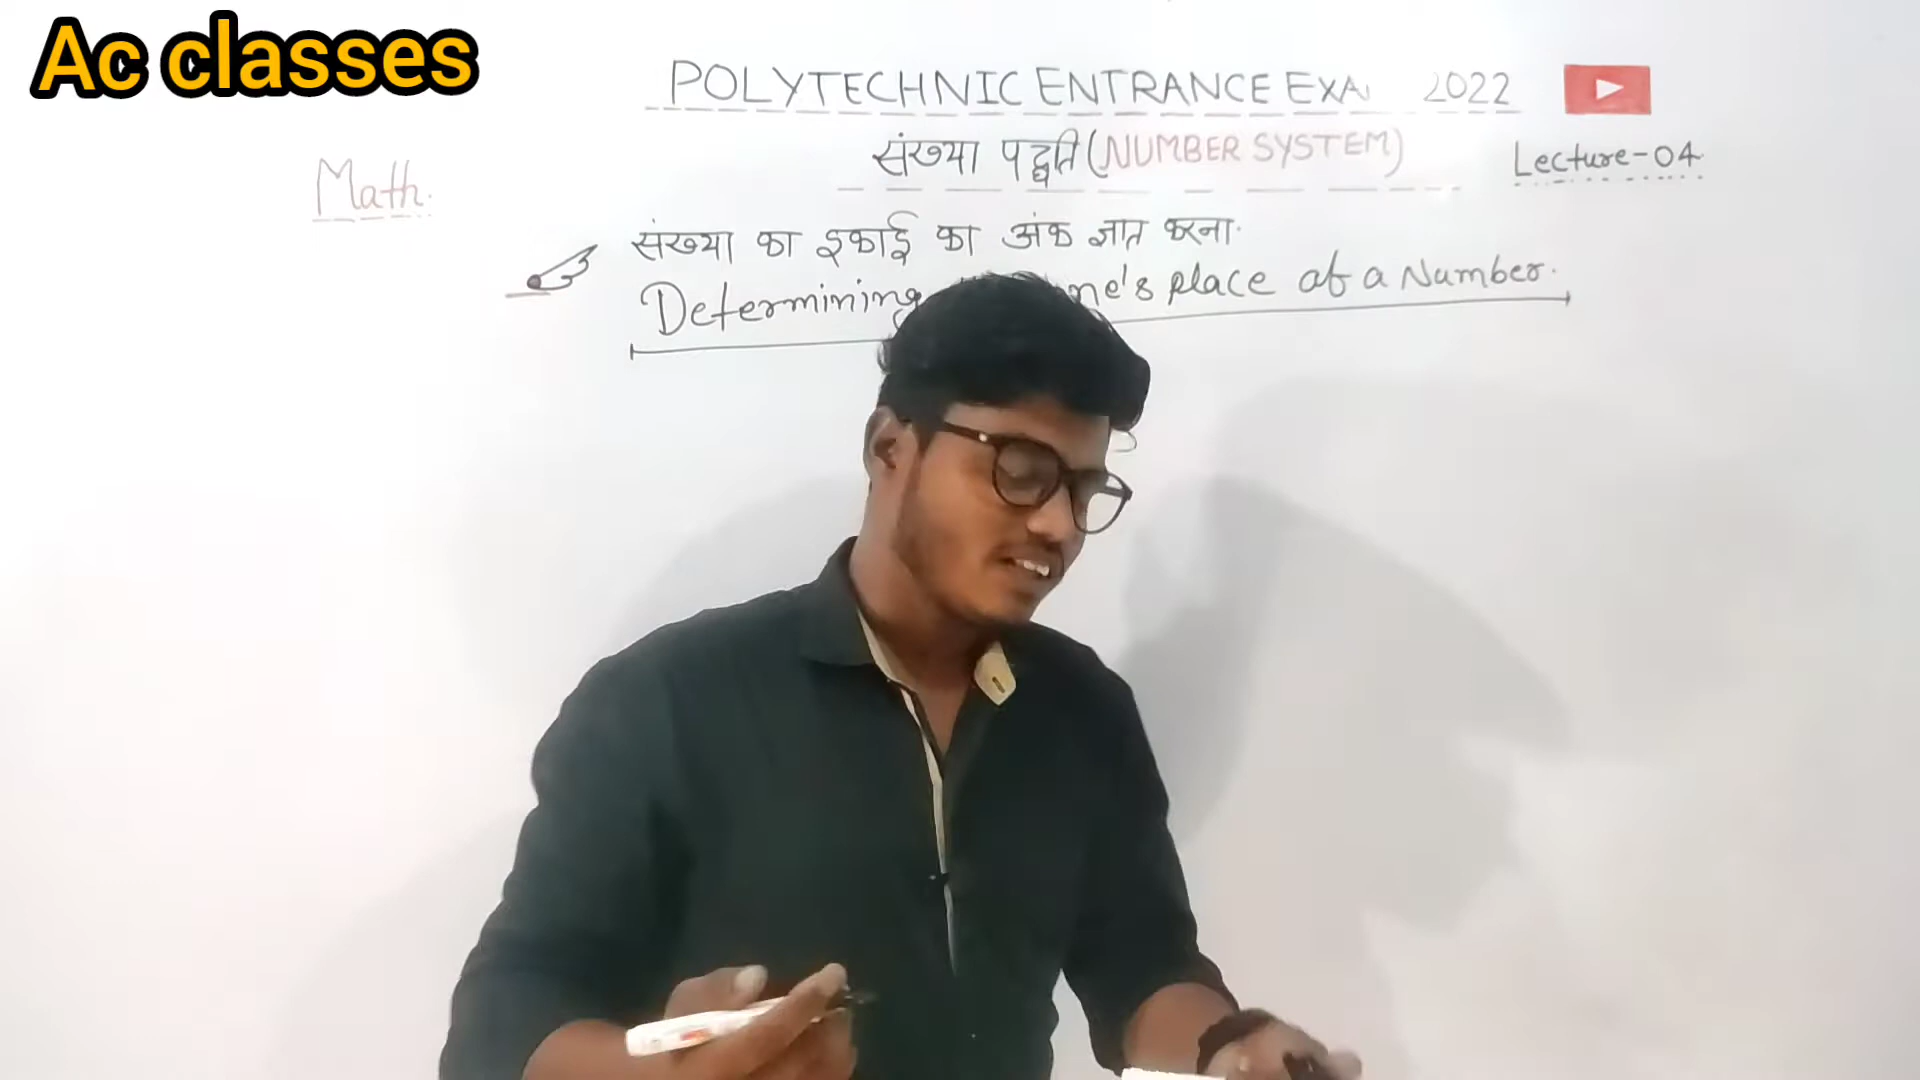 Ac classes
POLYTECHNIC ENTRANCE EXA 2022
संख्या पद्धति (NUMBER SYSTEM)
Lecture-04
Math.
संख्या का इकाई का अंक ज्ञात करना.
Determining ne's place of a Number.